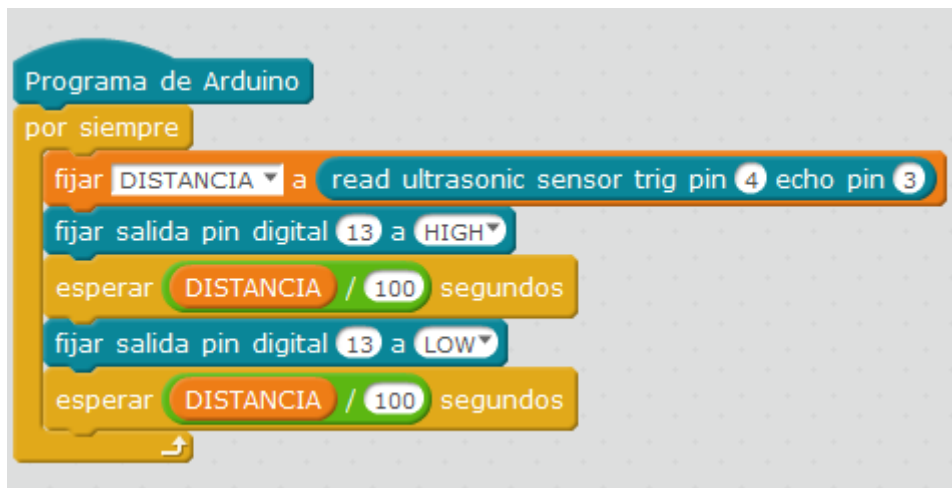 Programa de Arduino
por siempre
fijar DISTANCIA a read ultrasonic sensor trig pin 4 echo pin 3
fijar salida pin digital 13 a HIGH
esperar DISTANCIA / 100 segundos
fijar salida pin digital 13 a LOW
esperar DISTANCIA / 100 segundos